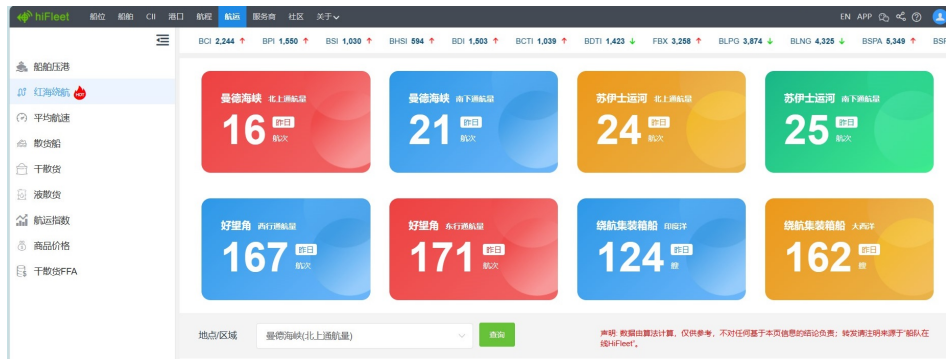 hiFleet 船位 船舶 CII 港口 航程 航运 服务商 社区 关于 EN APP
BCI 2,244 ↑ BPI 1,550 ↑ BSI 1,030 ↑ BHSI 594 ↑ BDI 1,503 ↑ BCTI 1,039 ↑ BDTI 1,423 ↓ FBX 3,258 ↑ BLPG 3,874 ↓ BLNG 4,325 ↓ BSPA 5,349 ↑ BSF
船舶压港
红海绕航 HOT
平均航速
散货船
干散货
液散货
航运指数
商品价格
干散货FFA
曼德海峡 北上通航量
16 昨日
航次
曼德海峡 南下通航量
21 昨日
航次
苏伊士运河 北上通航量
24 昨日
航次
苏伊士运河 南下通航量
25 昨日
航次
好望角 西行通航量
167 昨日
航次
好望角 东行通航量
171 昨日
航次
绕航集装箱船 印度洋
124 昨日
艘
绕航集装箱船 大西洋
162 昨日
艘
地点/区域 曼德海峡(北上通航量) 查询
声明: 数据由算法计算，仅供参考，不对任何基于本页信息的结论负责；转发请注明来源于“船队在
线HiFleet”。